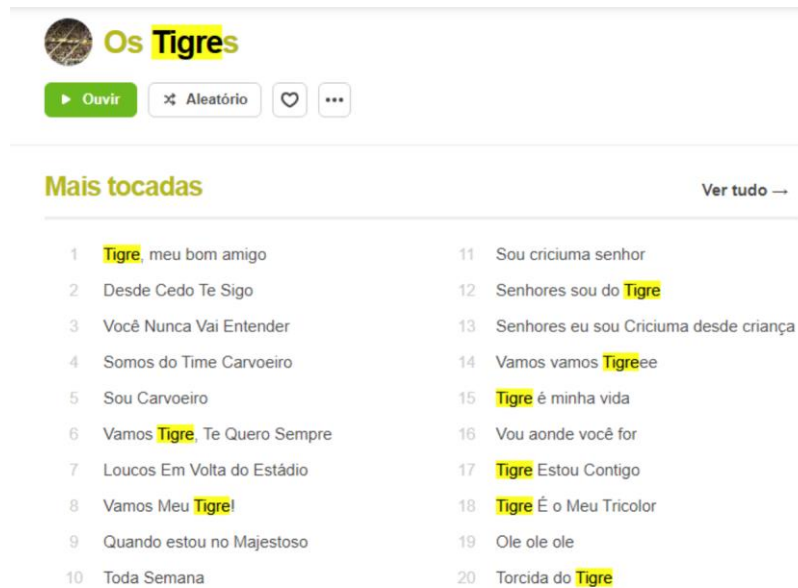 Os Tigres
Ouvir
Aleatório
Mais tocadas
Ver tudo →
1 Tigre, meu bom amigo
2 Desde Cedo Te Sigo
3 Você Nunca Vai Entender
4 Somos do Time Carvoeiro
5 Sou Carvoeiro
6 Vamos Tigre, Te Quero Sempre
7 Loucos Em Volta do Estádio
8 Vamos Meu Tigre!
9 Quando estou no Majestoso
10 Toda Semana
11 Sou criciuma senhor
12 Senhores sou do Tigre
13 Senhores eu sou Criciuma desde criança
14 Vamos vamos Tigreee
15 Tigre é minha vida
16 Vou aonde você for
17 Tigre Estou Contigo
18 Tigre É o Meu Tricolor
19 Ole ole ole
20 Torcida do Tigre